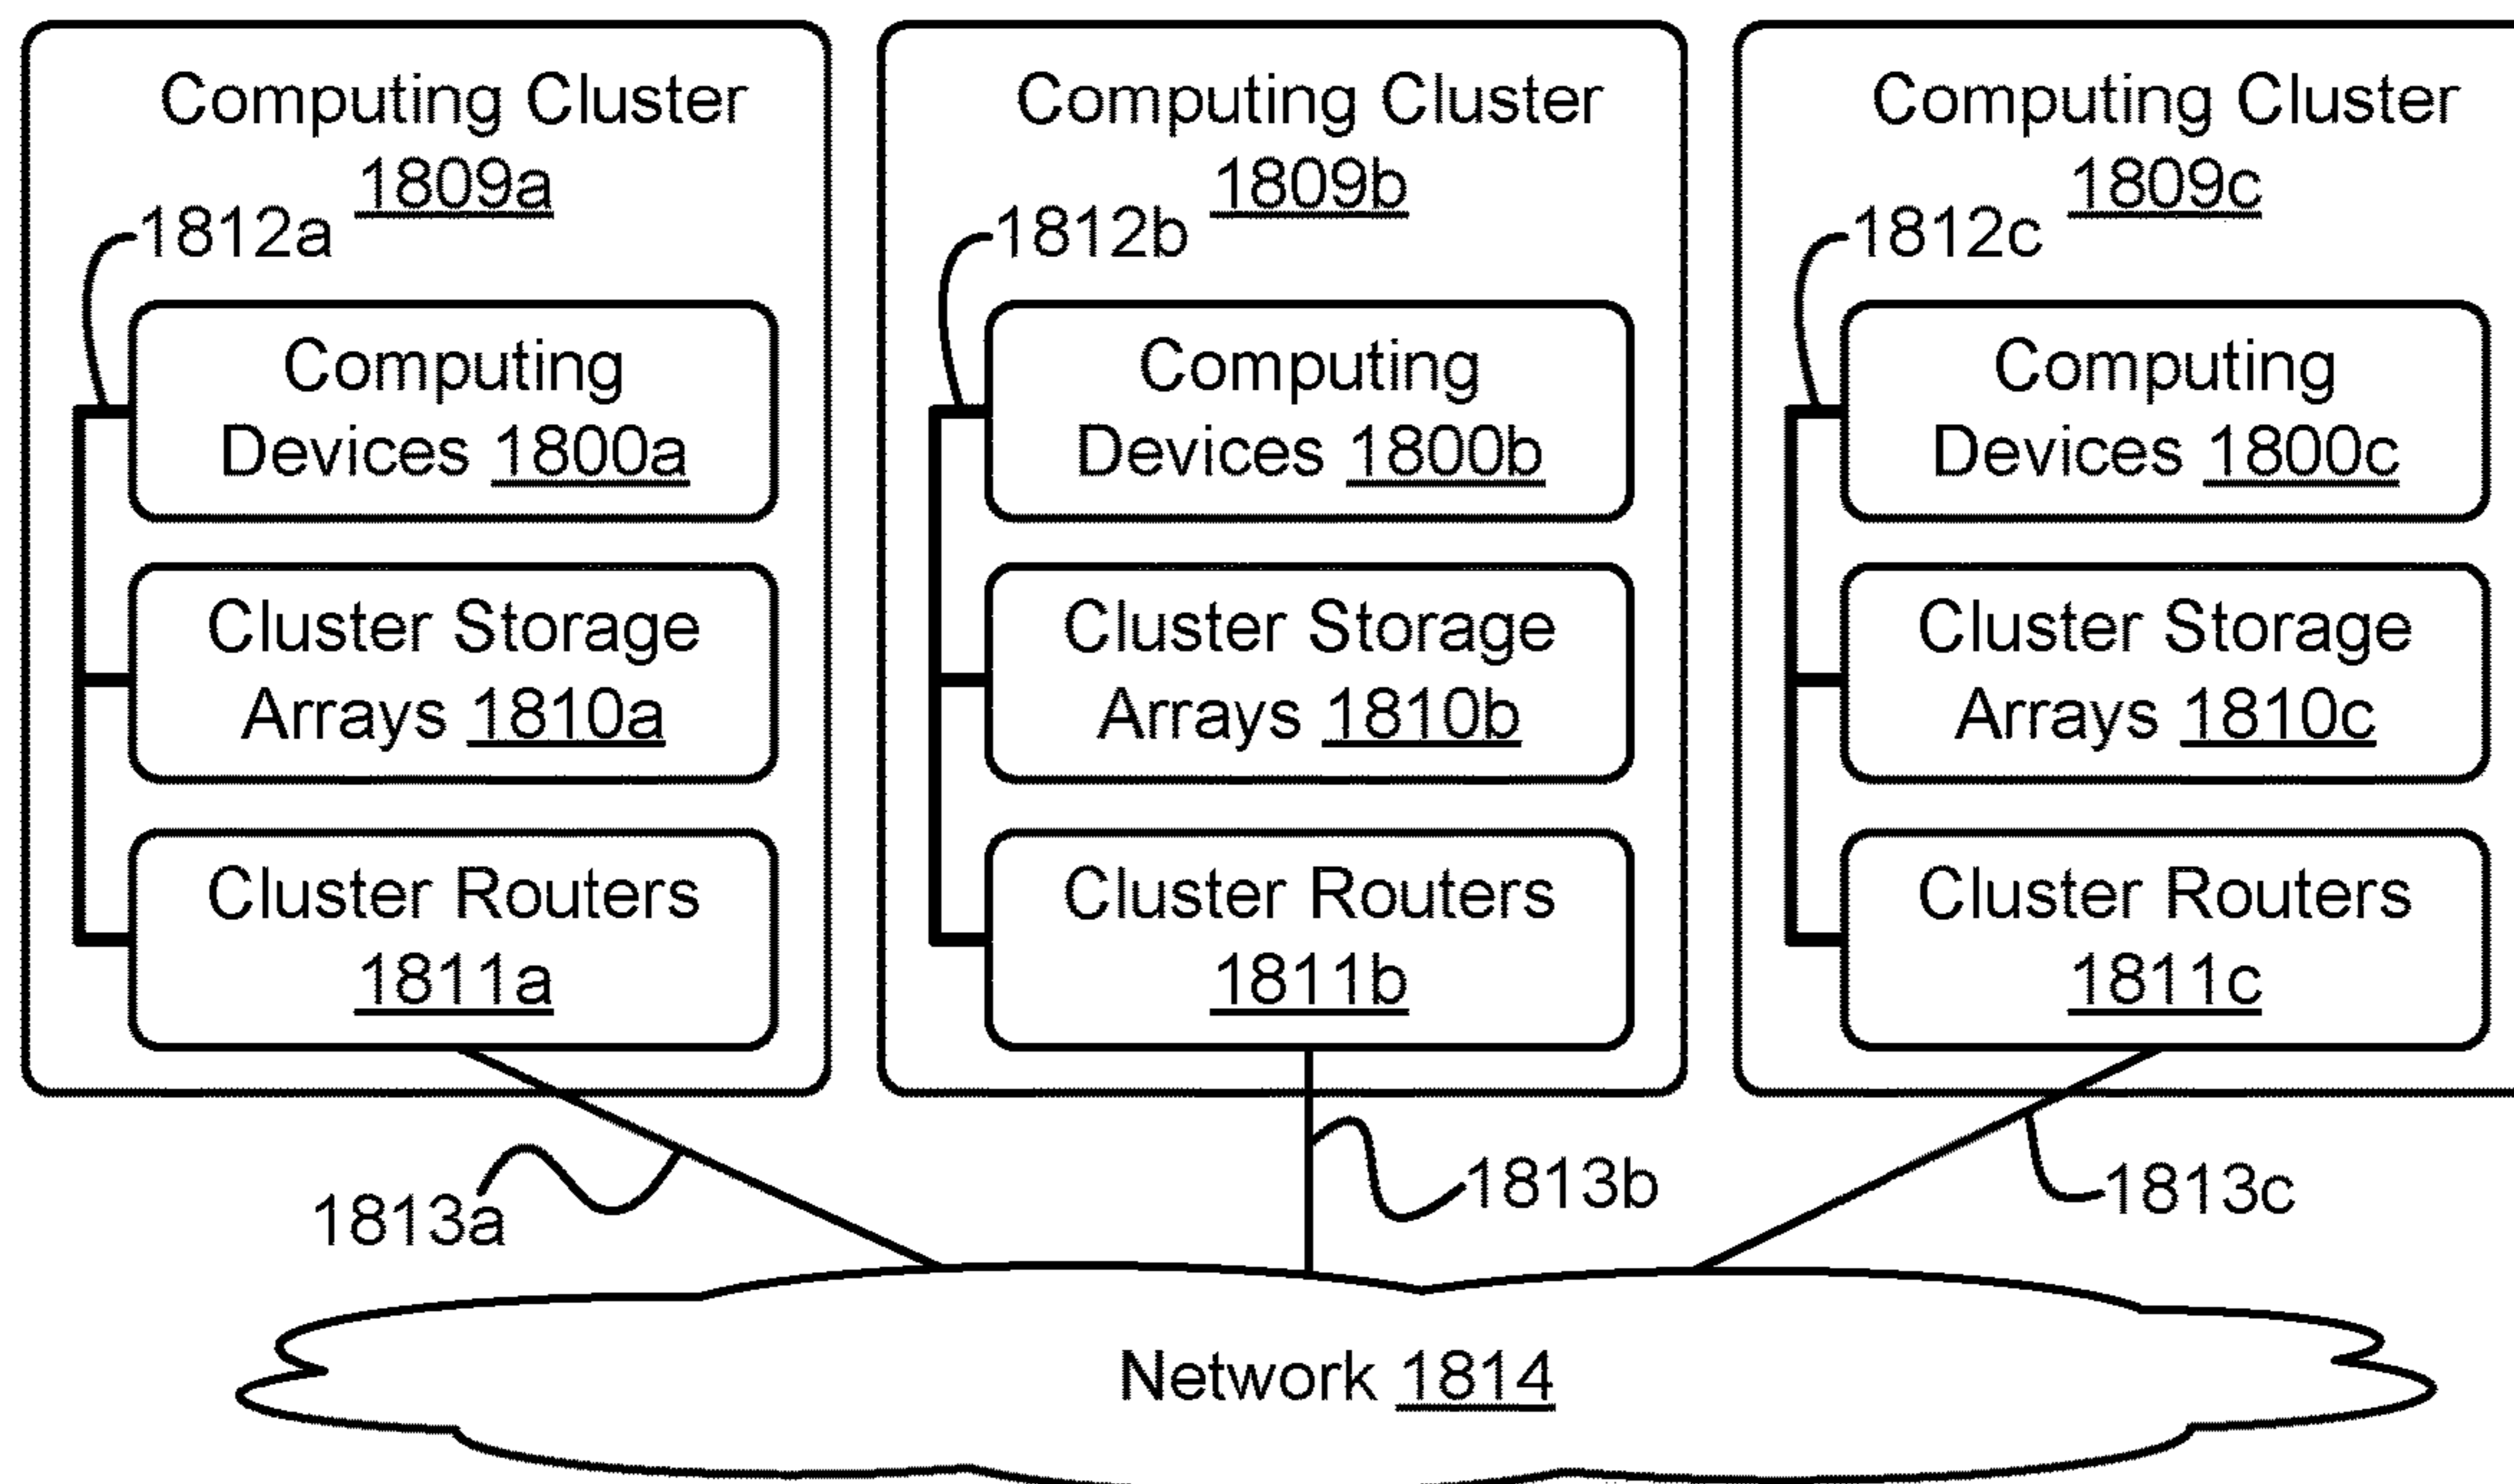 Computing Cluster
1809a
1812a
Computing
Devices 1800a
Cluster Storage
Arrays 1810a
Cluster Routers
1811a
Computing Cluster
1809b
1812b
Computing
Devices 1800b
Cluster Storage
Arrays 1810b
Cluster Routers
1811b
Computing Cluster
1809c
1812c
Computing
Devices 1800c
Cluster Storage
Arrays 1810c
Cluster Routers
1811c
1813a
1813b
1813c
Network 1814